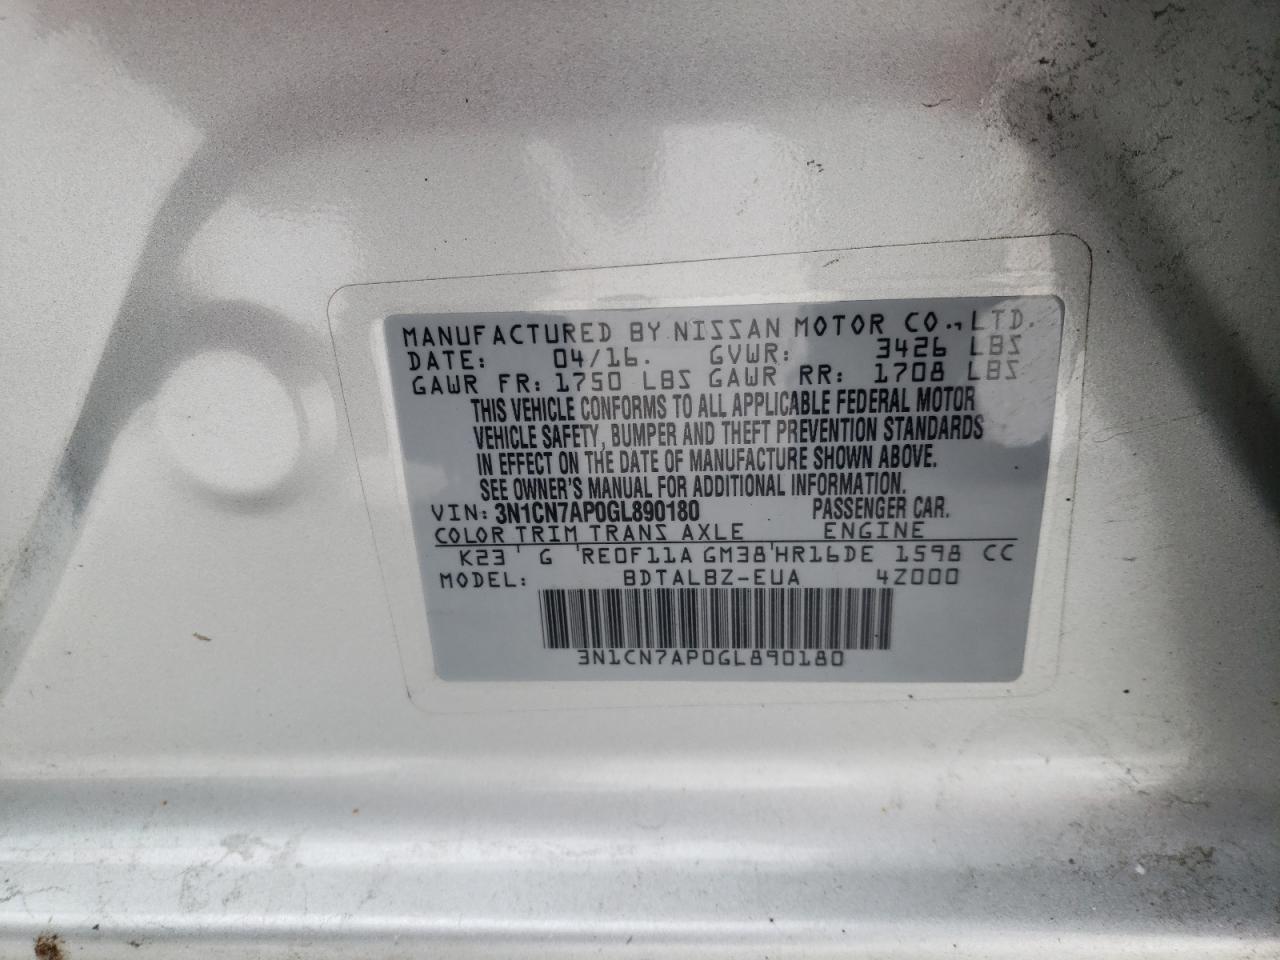 MANUFACTURED BY NISSAN MOTOR CO., LTD.
DATE: 04/16. GVWR: 3426 LBS
GAWR FR: 1750 LBS GAWR RR: 1708 LBS
THIS VEHICLE CONFORMS TO ALL APPLICABLE FEDERAL MOTOR
VEHICLE SAFETY, BUMPER AND THEFT PREVENTION STANDARDS
IN EFFECT ON THE DATE OF MANUFACTURE SHOWN ABOVE.
SEE OWNER'S MANUAL FOR ADDITIONAL INFORMATION.
VIN: 3N1CN7AP0GL890180 PASSENGER CAR.
COLOR TRIM TRANS AXLE ENGINE
K23 ' G 'RE0F11A GM38'HR16DE 1598 CC
MODEL: BDTALBZ-EUA 4Z000
3N1CN7AP0GL890180